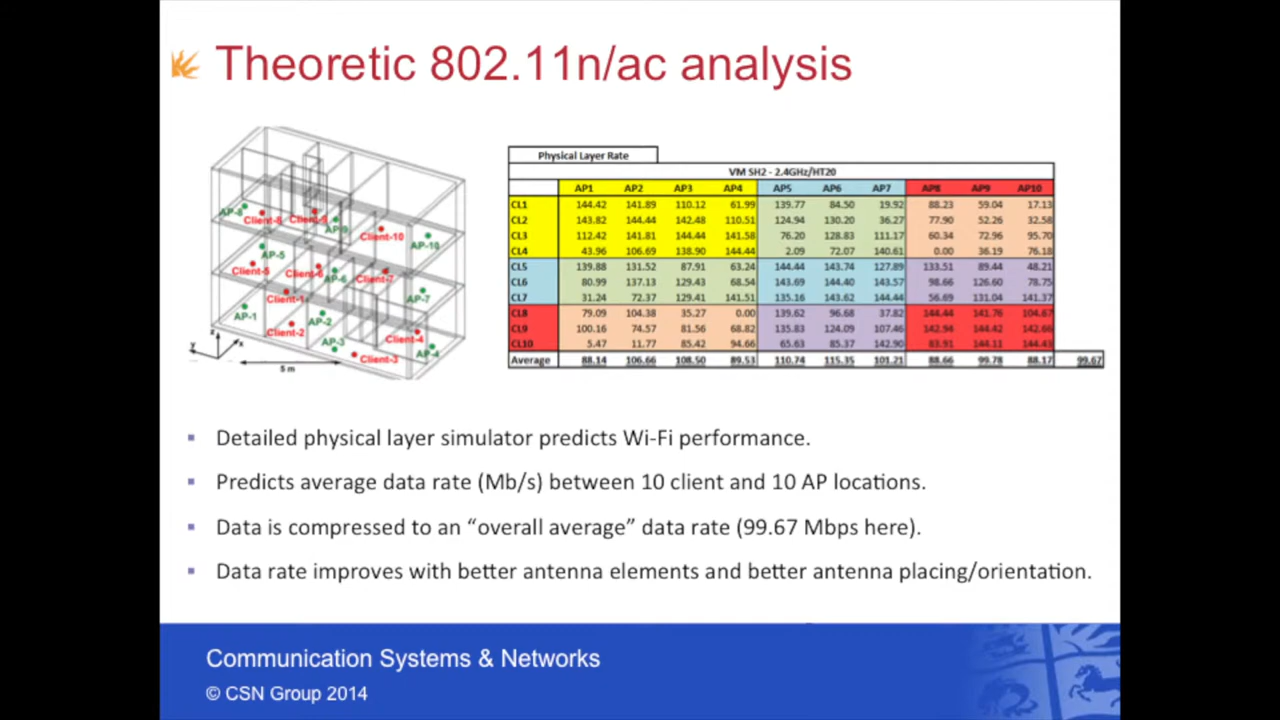 Theoretic 802.11n/ac analysis
AP-8
Client-8
Client-9
AP-9
Client-10
AP-10
AP-5
Client-5
Client-6
AP-6
Client-7
AP-7
Client-1
AP-1
AP-2
Client-2
AP-3
Client-3
Client-4
AP-4
z
y
x
5 m
Physical Layer Rate
VM SH2 - 2.4GHz/HT20
AP1 AP2 AP3 AP4 AP5 AP6 AP7 AP8 AP9 AP10
CL1 144.42 141.89 110.12 61.99 139.77 84.50 19.92 88.23 59.04 17.13
CL2 143.82 144.44 142.48 110.51 124.94 130.20 36.27 77.90 52.26 32.58
CL3 112.42 141.81 144.44 141.58 76.20 128.83 111.17 60.34 72.96 95.70
CL4 43.96 106.69 138.90 144.44 2.09 72.07 140.61 0.00 36.19 76.18
CL5 139.88 131.52 87.91 63.24 144.44 143.74 127.89 133.51 89.44 48.21
CL6 80.99 137.13 129.43 68.54 143.69 144.40 143.57 98.66 126.60 78.75
CL7 31.24 72.37 129.41 141.51 135.16 143.62 144.44 56.69 131.04 141.37
CL8 79.09 104.38 35.27 0.00 139.62 96.68 37.82 144.44 141.76 104.67
CL9 100.16 74.57 81.56 68.82 135.83 124.09 107.46 142.94 144.42 142.66
CL10 5.47 11.77 85.42 94.66 65.63 85.37 142.90 83.91 144.11 144.43
Average 88.14 106.66 108.50 89.53 110.74 115.35 101.21 88.66 99.78 88.17 99.67
▪ Detailed physical layer simulator predicts Wi-Fi performance.
▪ Predicts average data rate (Mb/s) between 10 client and 10 AP locations.
▪ Data is compressed to an “overall average” data rate (99.67 Mbps here).
▪ Data rate improves with better antenna elements and better antenna placing/orientation.
Communication Systems & Networks
© CSN Group 2014